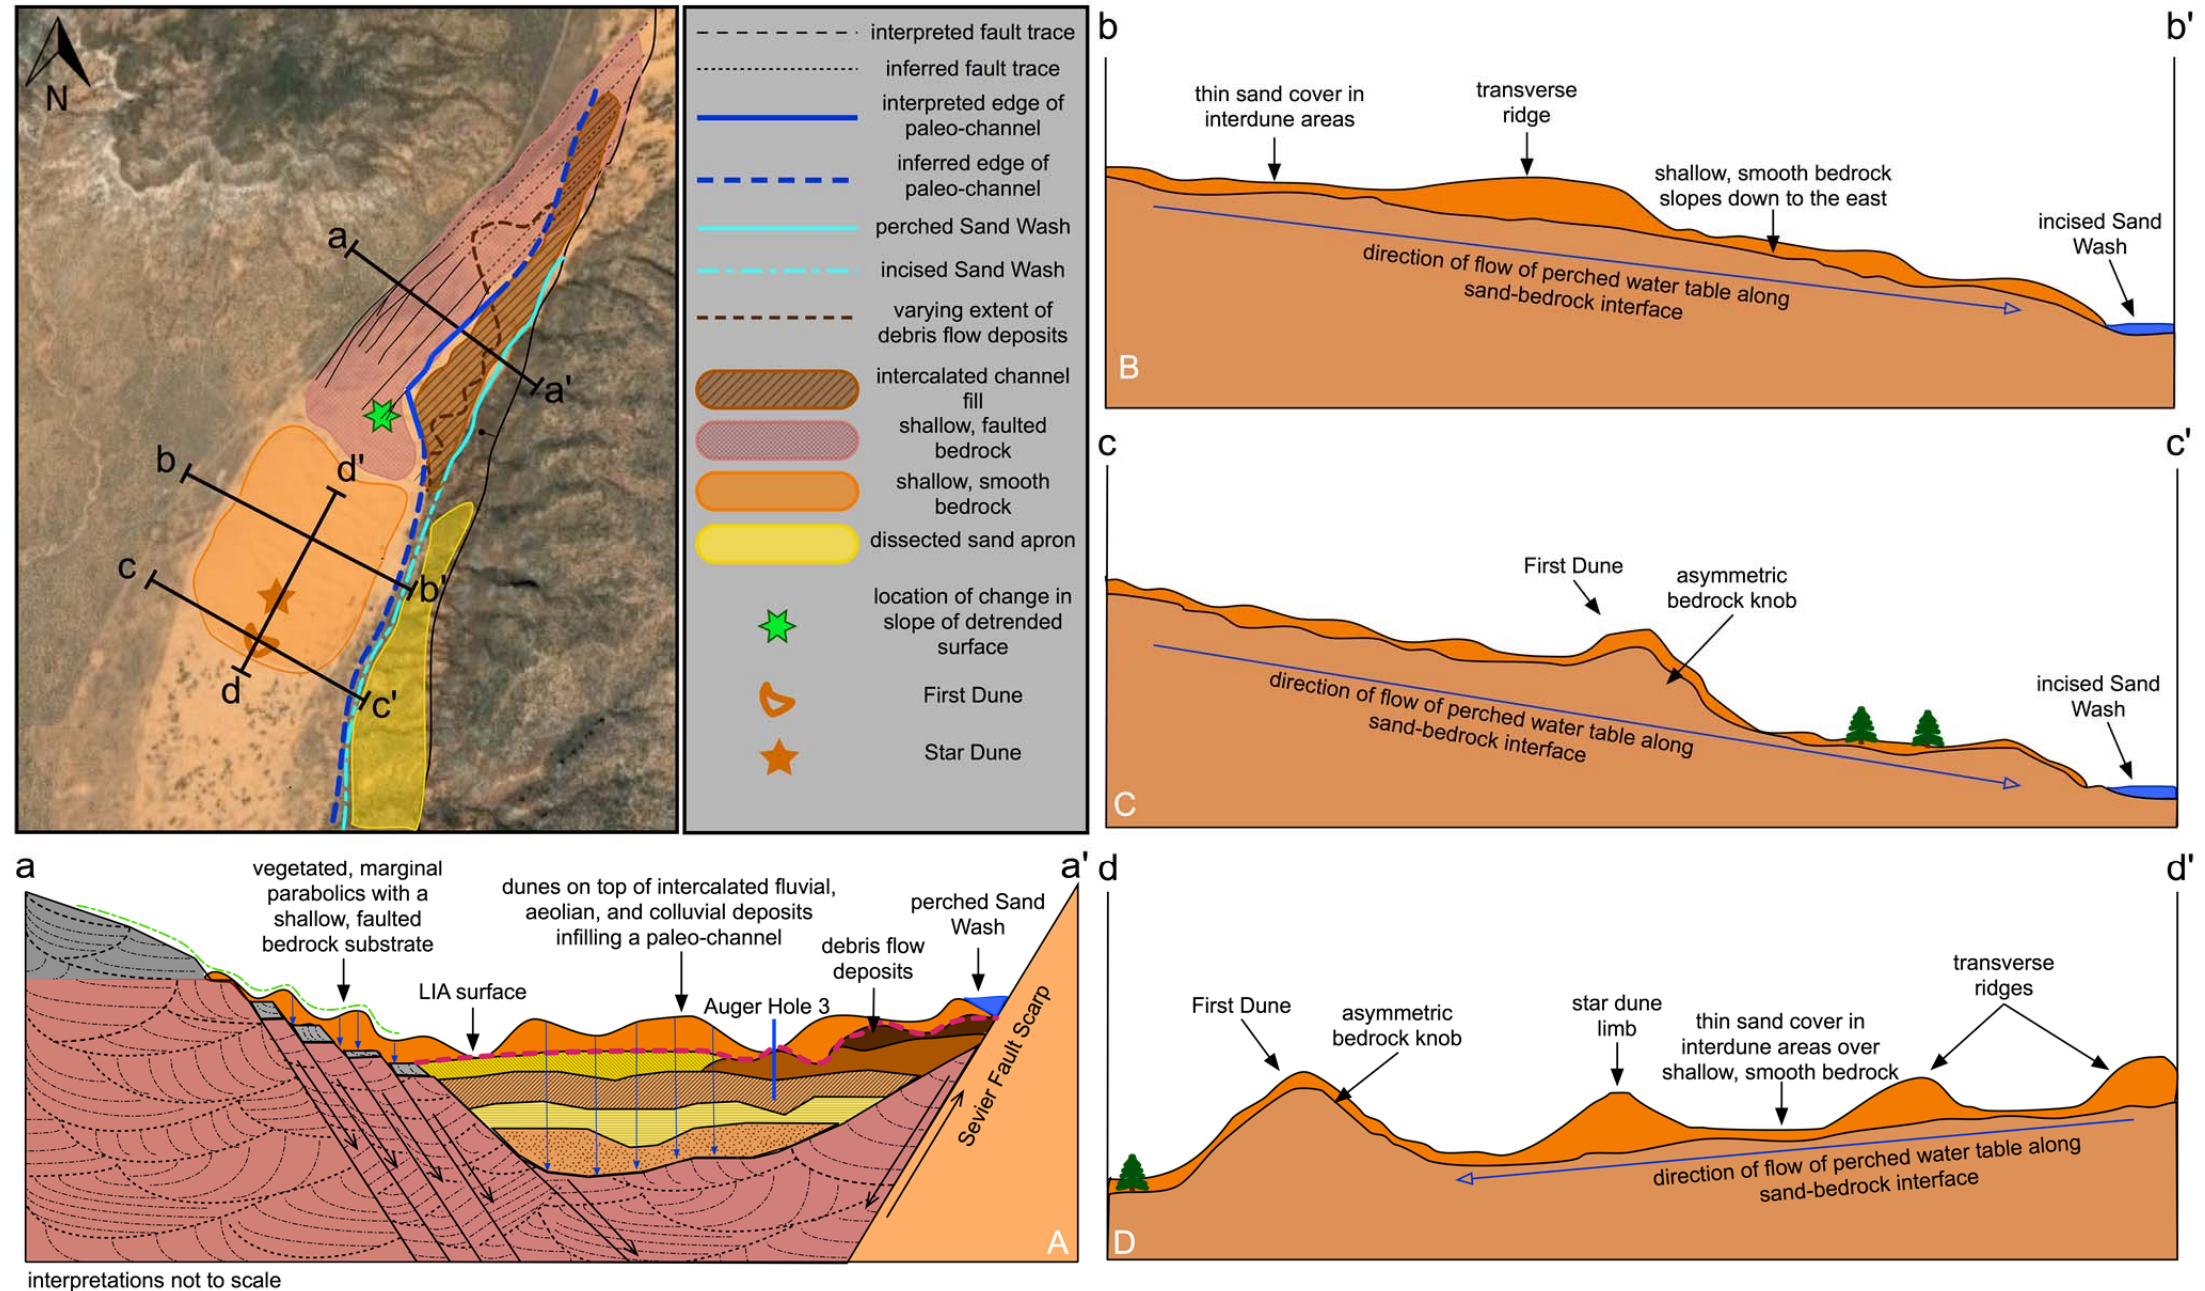 N
a
a'
b
b'
c
c'
d
d'
interpreted fault trace
inferred fault trace
interpreted edge of
paleo-channel
inferred edge of
paleo-channel
perched Sand Wash
incised Sand Wash
varying extent of
debris flow deposits
intercalated channel
fill
shallow, faulted
bedrock
shallow, smooth
bedrock
dissected sand apron
location of change in
slope of detrended
surface
First Dune
Star Dune
b
b'
thin sand cover in
interdune areas
transverse
ridge
shallow, smooth bedrock
slopes down to the east
incised Sand
Wash
direction of flow of perched water table along
sand-bedrock interface
B
c
c'
First Dune
asymmetric
bedrock knob
incised Sand
Wash
direction of flow of perched water table along
sand-bedrock interface
C
a
a'
vegetated, marginal
parabolics with a
shallow, faulted
bedrock substrate
dunes on top of intercalated fluvial,
aeolian, and colluvial deposits
infilling a paleo-channel
perched Sand
Wash
debris flow
deposits
LIA surface
Auger Hole 3
Sevier Fault Scarp
A
interpretations not to scale
d
d'
First Dune
asymmetric
bedrock knob
star dune
limb
thin sand cover in
interdune areas over
shallow, smooth bedrock
transverse
ridges
direction of flow of perched water table along
sand-bedrock interface
D